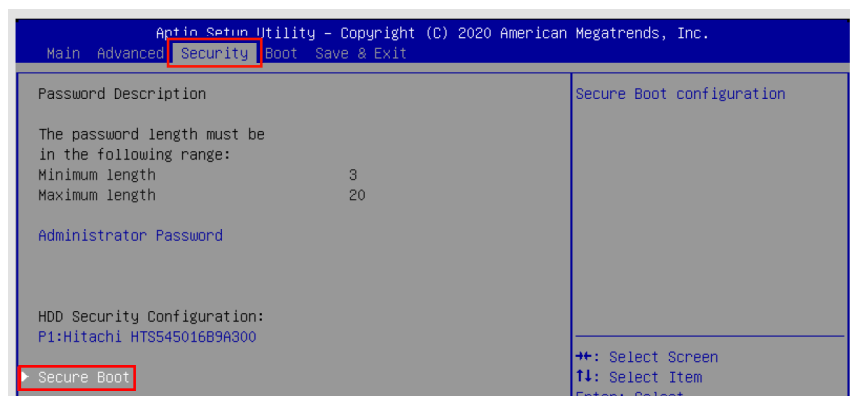 Aptio Setup Utility – Copyright (C) 2020 American Megatrends, Inc.
Main Advanced Security Boot Save & Exit
Password Description
Secure Boot configuration
The password length must be
in the following range:
Minimum length 3
Maximum length 20
Administrator Password
HDD Security Configuration:
P1:Hitachi HTS545016B9A300
Secure Boot
→←: Select Screen
↑↓: Select Item
Enter: Select